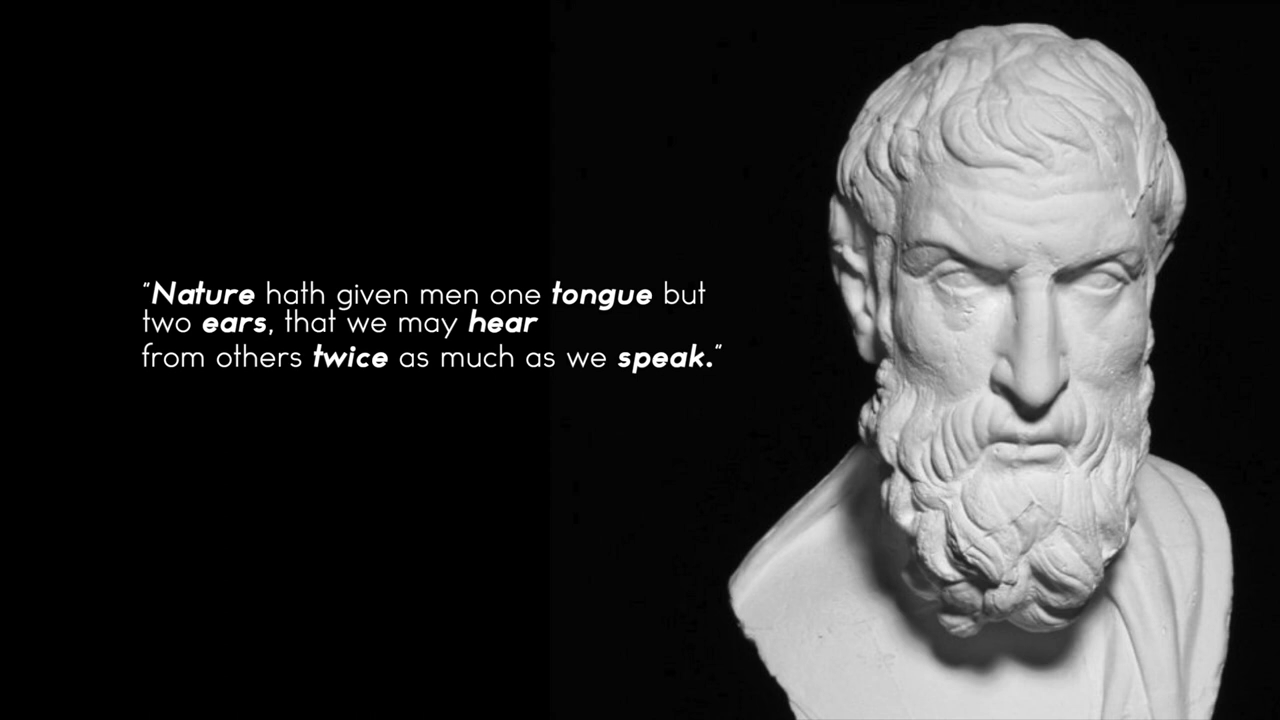 “Nature hath given men one tongue but
two ears, that we may hear
from others twice as much as we speak.”